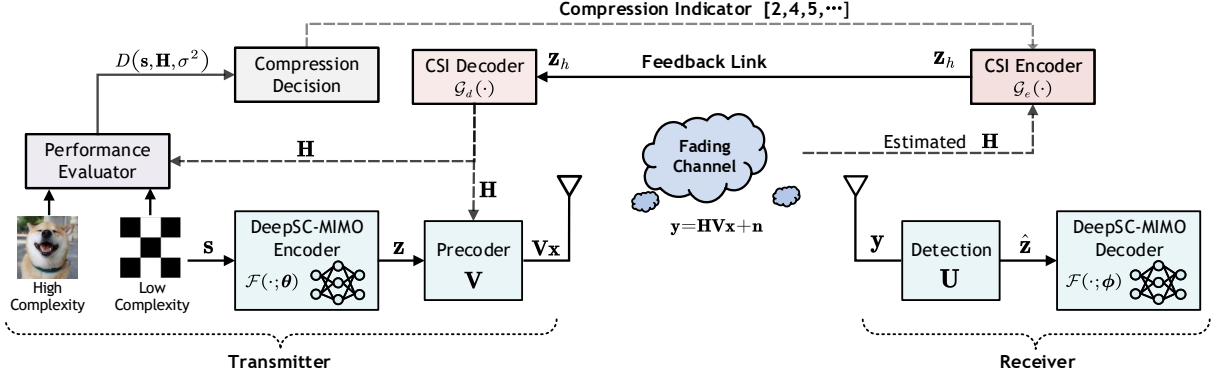 Compression Indicator [2,4,5,⋯]
D(s,H,σ²)
Compression
Decision
CSI Decoder
𝒢_d(·)
z_h
Feedback Link
z_h
CSI Encoder
𝒢_e(·)
Performance
Evaluator
H
H
Fading
Channel
Estimated H
y=HVx+n
High
Complexity
Low
Complexity
s
DeepSC-MIMO
Encoder
ℱ(·;θ)
z
Precoder
V
Vx
y
Detection
U
ẑ
DeepSC-MIMO
Decoder
ℱ(·;ϕ)
Transmitter
Receiver